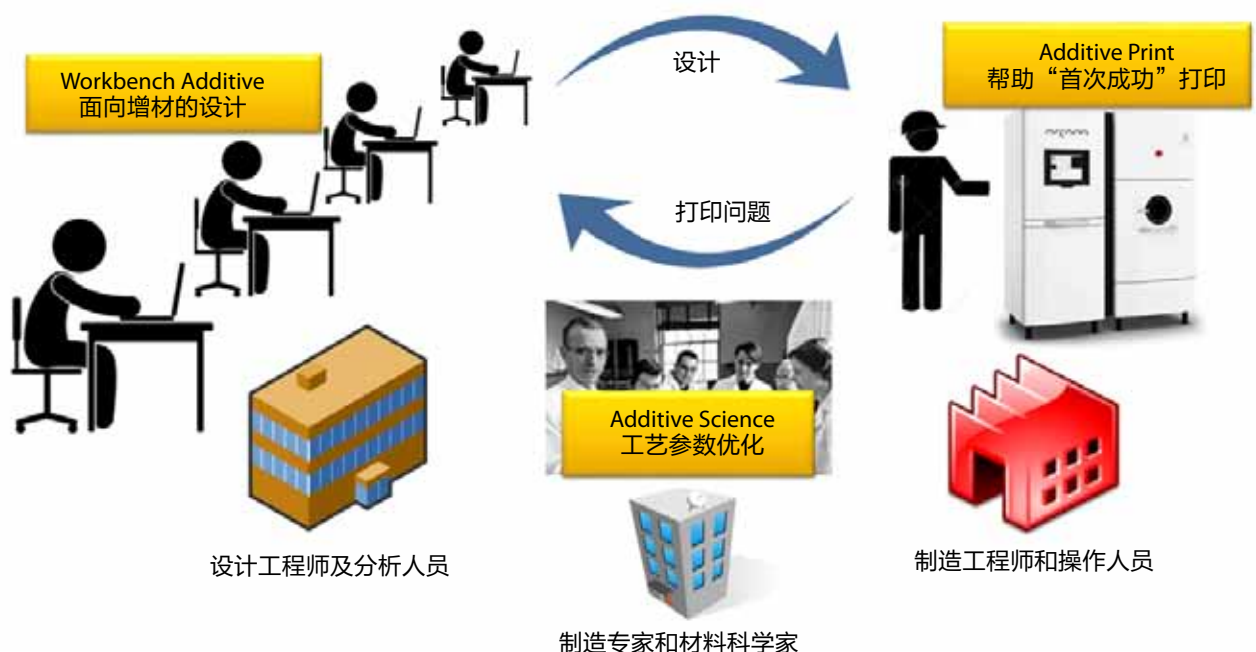 Workbench Additive
面向增材的设计
设计
Additive Print
帮助“首次成功”打印
打印问题
Additive Science
工艺参数优化
设计工程师及分析人员
制造工程师和操作人员
制造专家和材料科学家